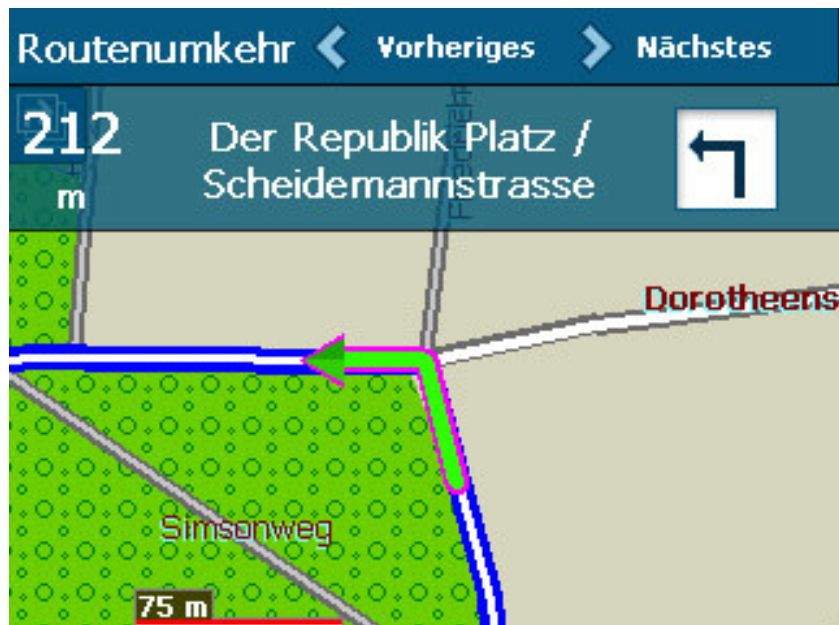 Routenumkehr
Vorheriges
Nächstes
212
m
Der Republik Platz /
Scheidemannstrasse
Dorotheens
Simsonweg
75 m